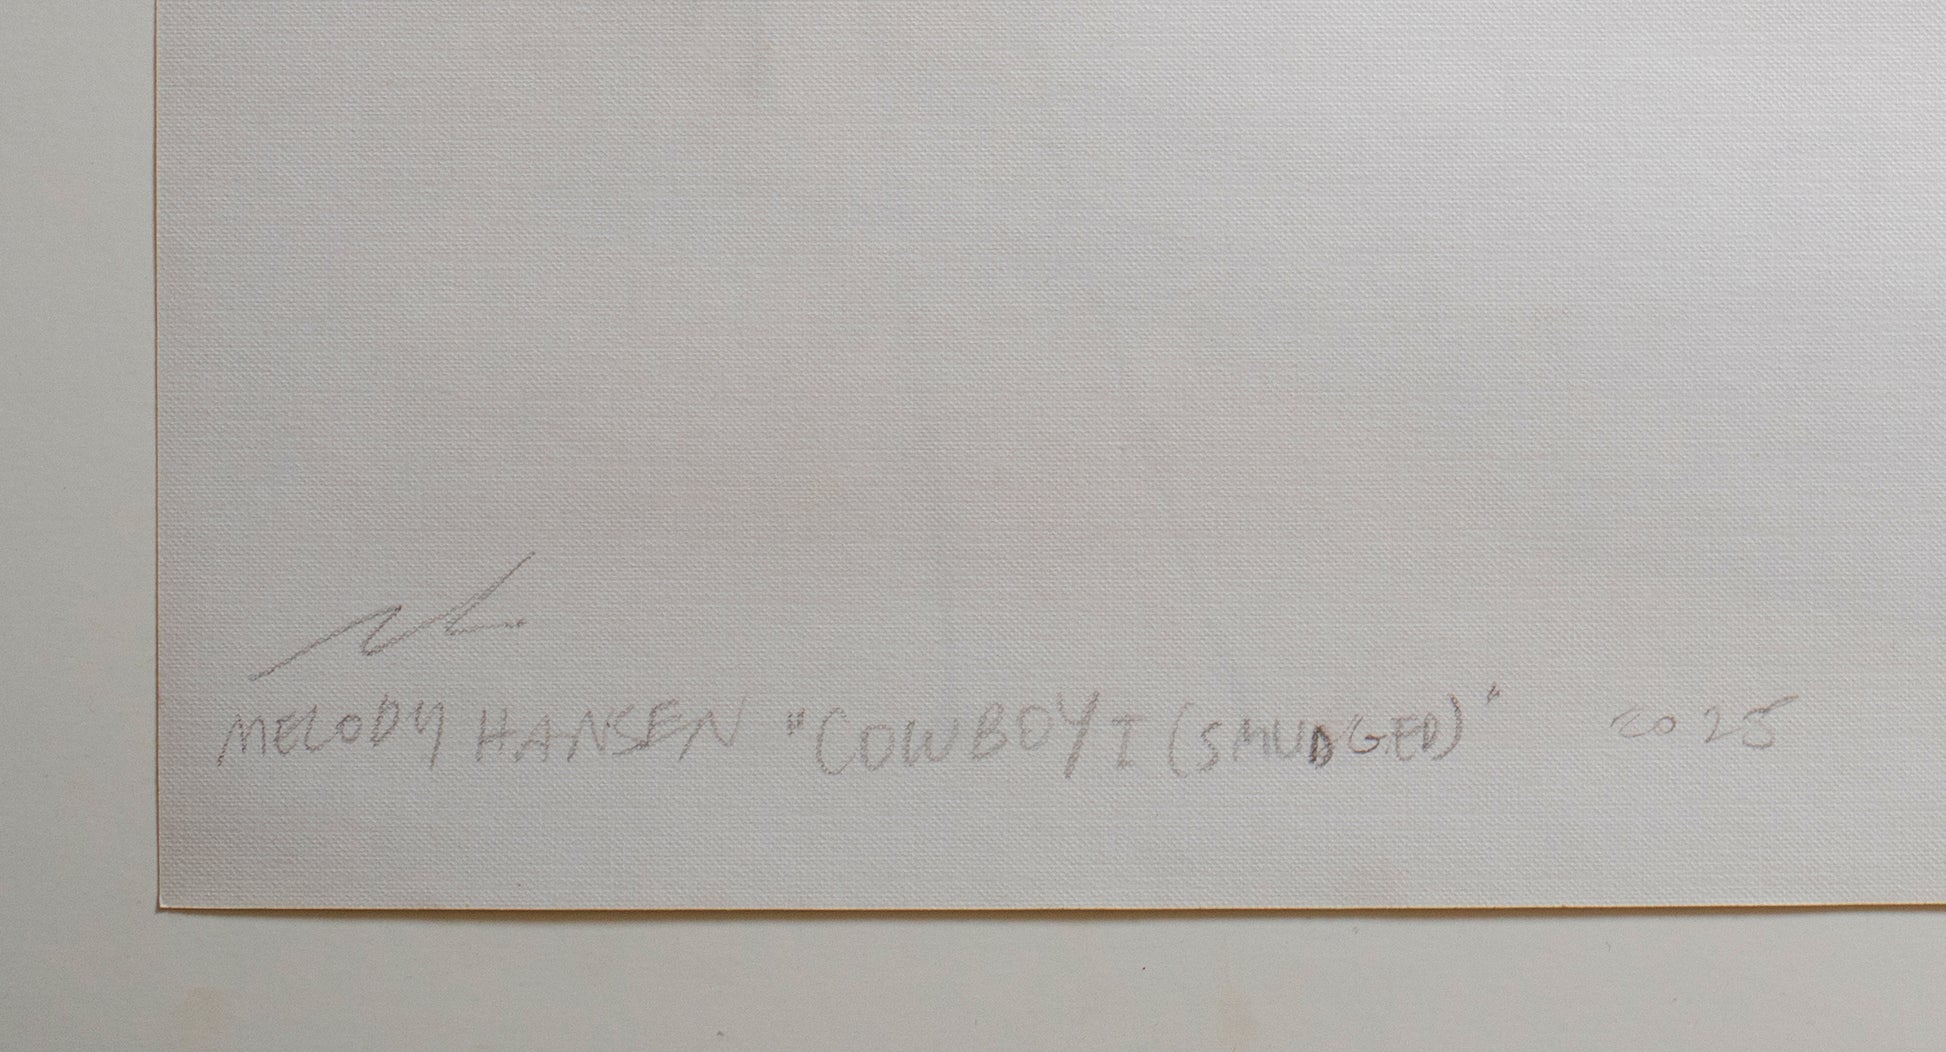 MELODY HANSEN "COWBOY I (SMUDGED)" 2025